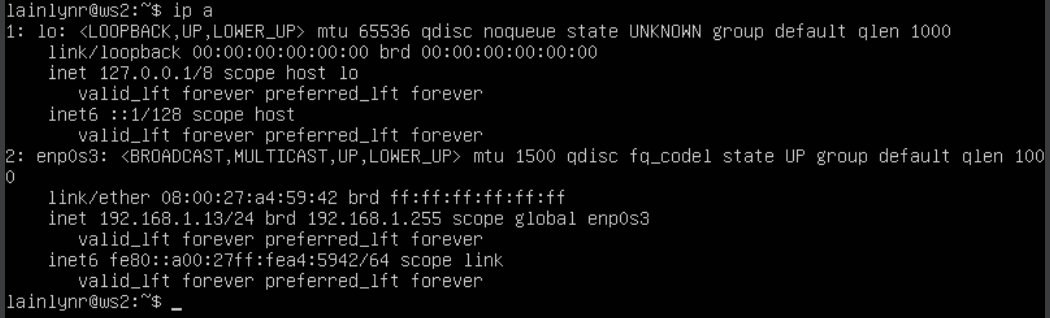 lainlynr@ws2:~$ ip a
1: lo: <LOOPBACK,UP,LOWER_UP> mtu 65536 qdisc noqueue state UNKNOWN group default qlen 1000
    link/loopback 00:00:00:00:00:00 brd 00:00:00:00:00:00
    inet 127.0.0.1/8 scope host lo
       valid_lft forever preferred_lft forever
    inet6 ::1/128 scope host
       valid_lft forever preferred_lft forever
2: enp0s3: <BROADCAST,MULTICAST,UP,LOWER_UP> mtu 1500 qdisc fq_codel state UP group default qlen 100
0
    link/ether 08:00:27:a4:59:42 brd ff:ff:ff:ff:ff:ff
    inet 192.168.1.13/24 brd 192.168.1.255 scope global enp0s3
       valid_lft forever preferred_lft forever
    inet6 fe80::a00:27ff:fea4:5942/64 scope link
       valid_lft forever preferred_lft forever
lainlynr@ws2:~$ _